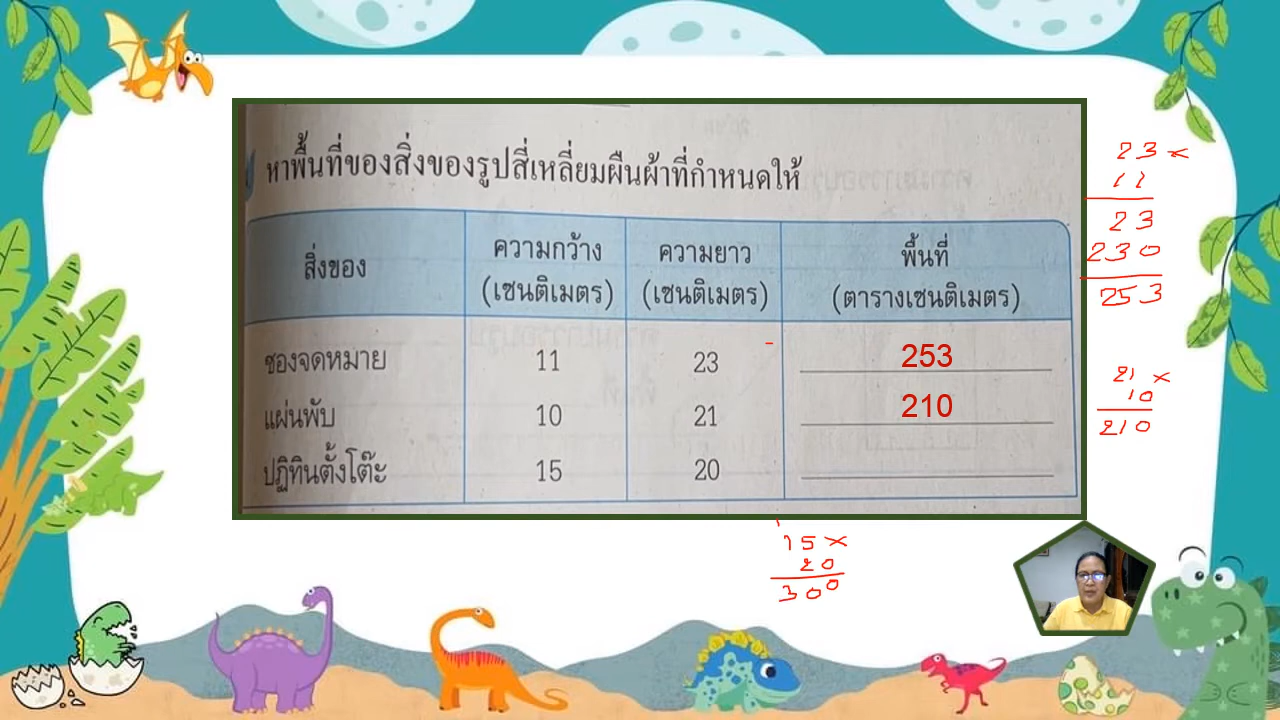 หาพื้นที่ของสิ่งของรูปสี่เหลี่ยมผืนผ้าที่กำหนดให้
สิ่งของ ความกว้าง (เซนติเมตร) ความยาว (เซนติเมตร) พื้นที่ (ตารางเซนติเมตร)
ซองจดหมาย 11 23 253
แผ่นพับ 10 21 210
ปฏิทินตั้งโต๊ะ 15 20
23 ×
11
23
230
253
21 ×
10
210
15 ×
20
300